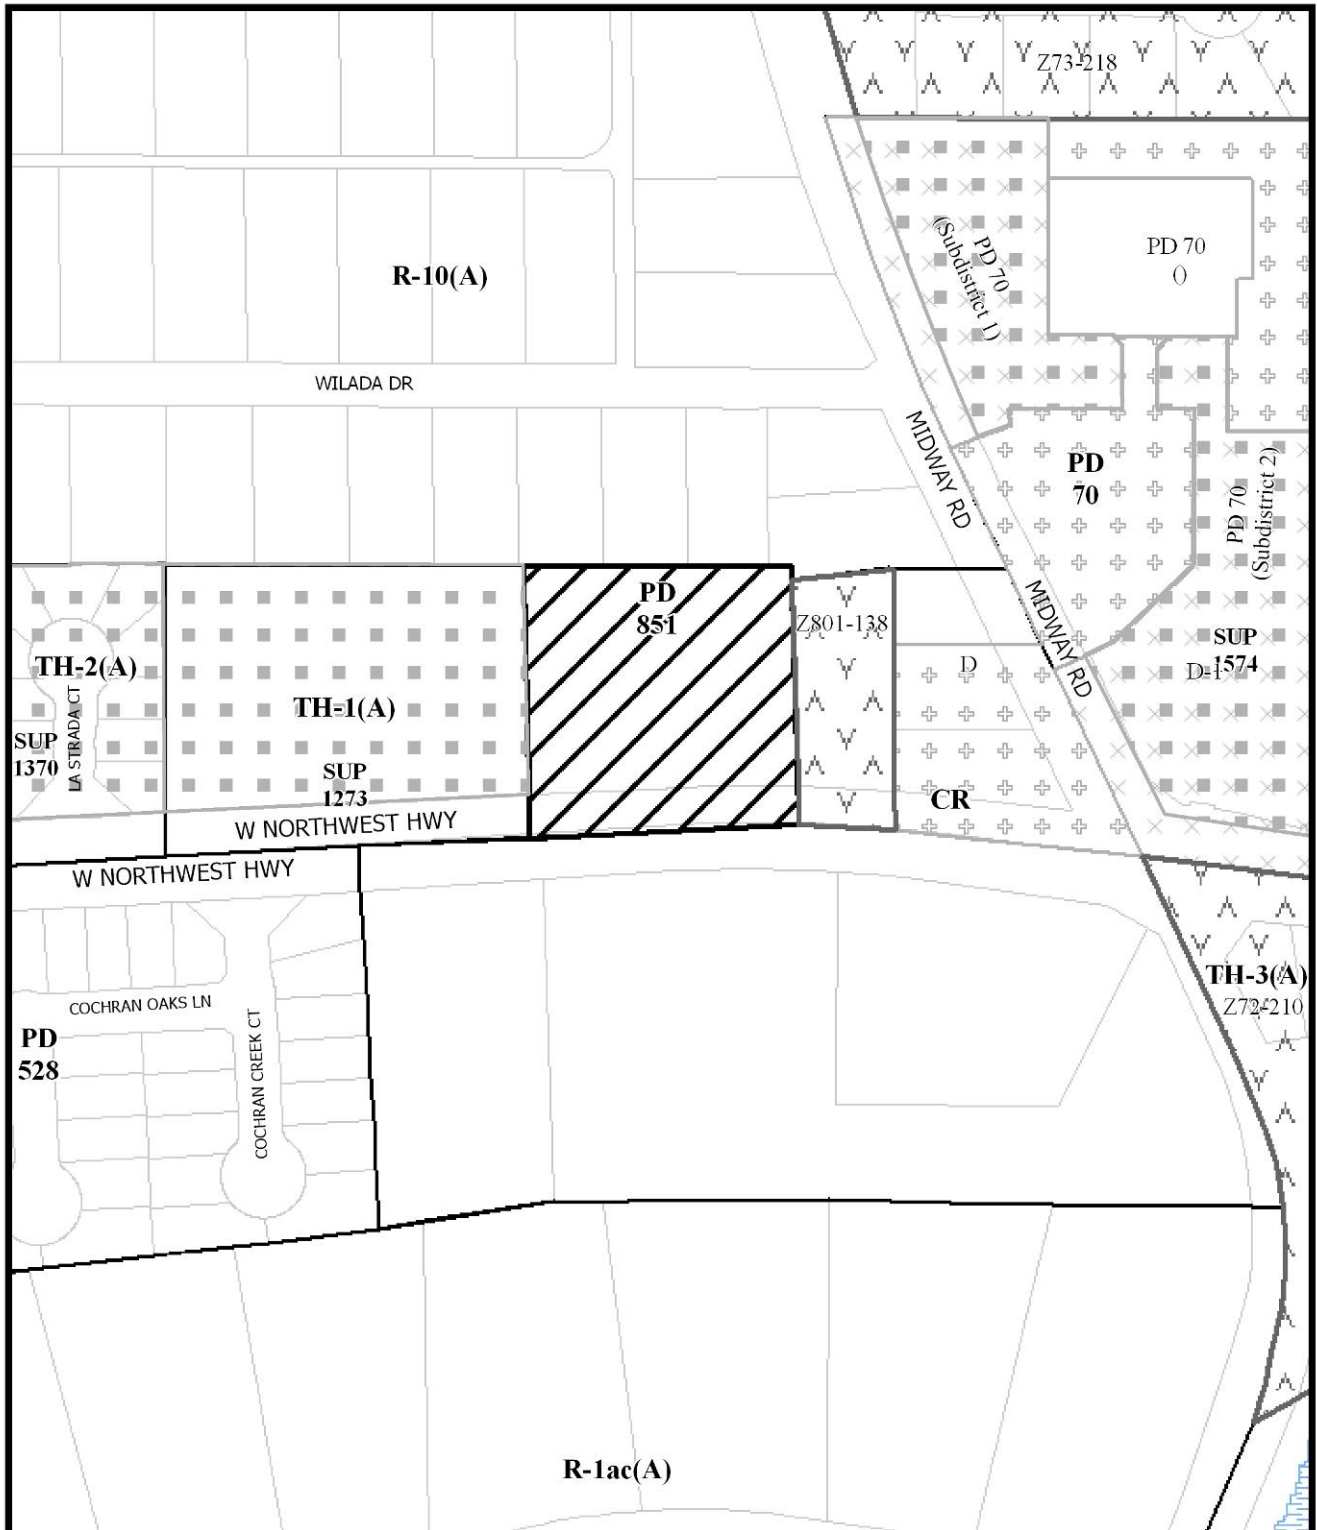 Z73-218
PD 70
(Subdistrict 1)
PD 70
()
R-10(A)
WILADA DR
MIDWAY RD
PD
70
PD 70
(Subdistrict 2)
PD
851
Z801-138
MIDWAY RD
SUP
1574
D-1
D
TH-2(A)
LA STRADA CT
SUP
1370
TH-1(A)
SUP
1273
CR
W NORTHWEST HWY
W NORTHWEST HWY
TH-3(A)
Z72-210
COCHRAN OAKS LN
COCHRAN CREEK CT
PD
528
R-1ac(A)